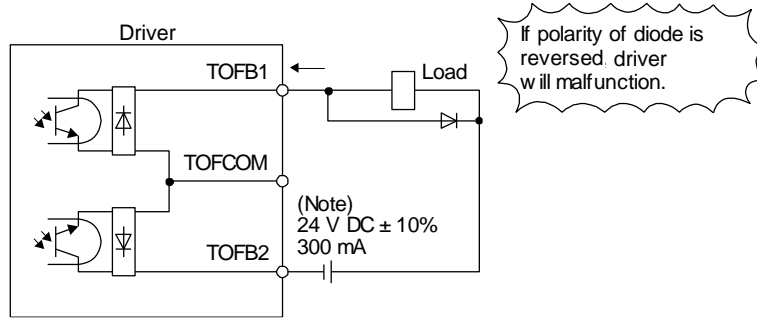 Driver
TOFB1
Load
If polarity of diode is
reversed, driver
will malfunction.
TOFCOM
(Note)
24 V DC ± 10%
300 mA
TOFB2